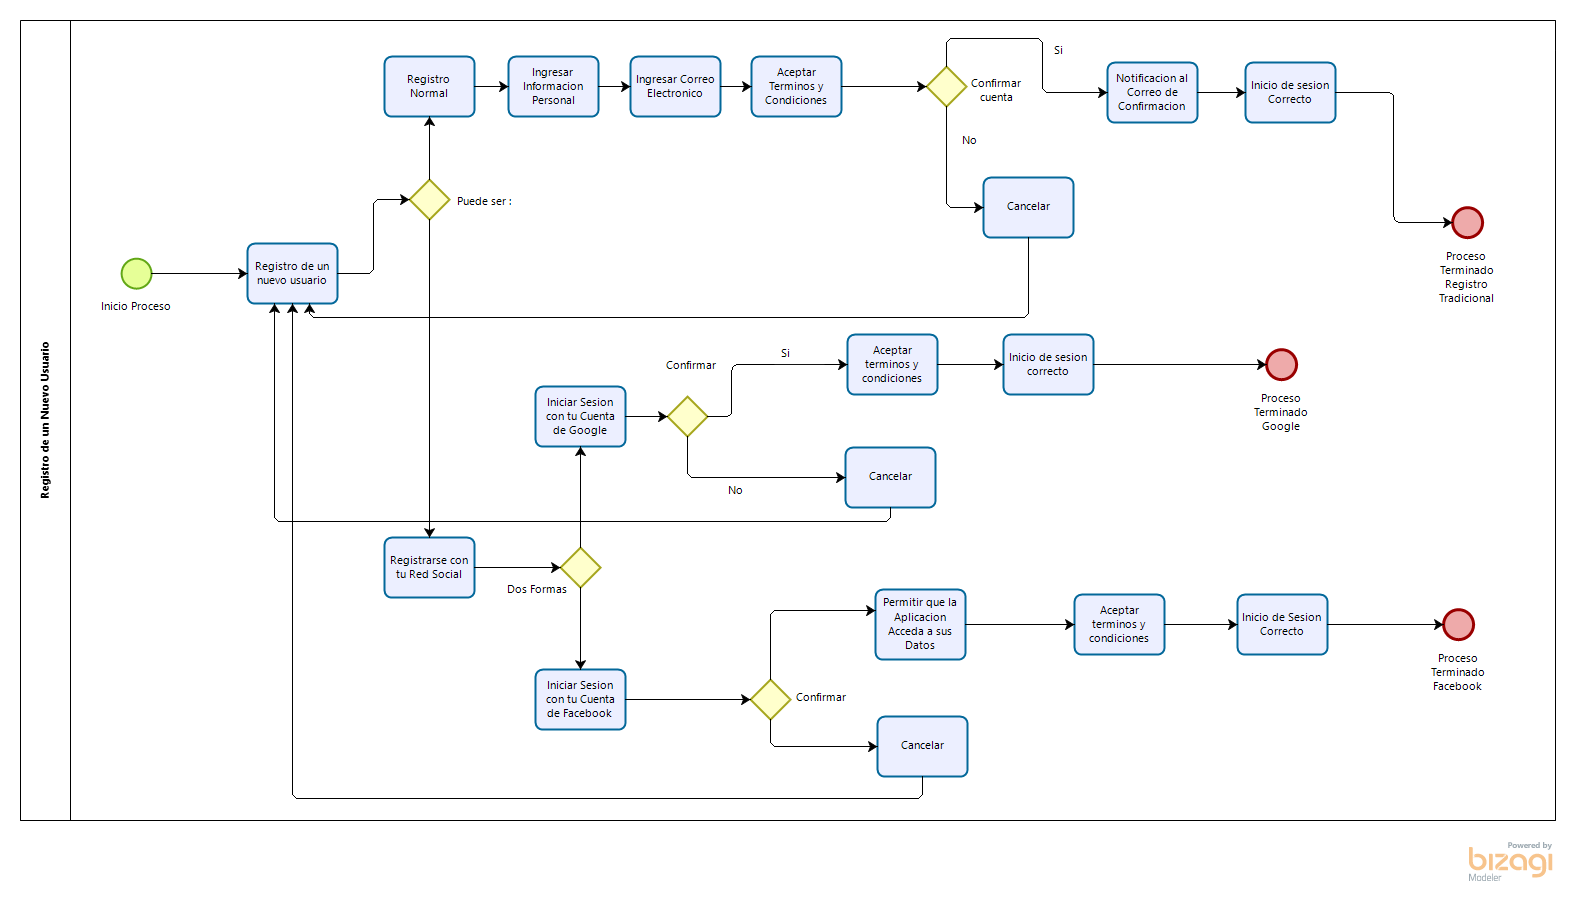 Registro de un Nuevo Usuario
Inicio Proceso
Registro de un
nuevo usuario
Puede ser :
Registro
Normal
Ingresar
Informacion
Personal
Ingresar Correo
Electronico
Aceptar
Terminos y
Condiciones
Confirmar
cuenta
Si
No
Notificacion al
Correo de
Confirmacion
Inicio de sesion
Correcto
Cancelar
Proceso
Terminado
Registro
Tradicional
Registrarse con
tu Red Social
Dos Formas
Iniciar Sesion
con tu Cuenta
de Google
Confirmar
Si
No
Aceptar
terminos y
condiciones
Inicio de sesion
correcto
Cancelar
Proceso
Terminado
Google
Iniciar Sesion
con tu Cuenta
de Facebook
Confirmar
Permitir que la
Aplicacion
Acceda a sus
Datos
Aceptar
terminos y
condiciones
Inicio de Sesion
Correcto
Cancelar
Proceso
Terminado
Facebook
Powered by
bizagi
Modeler